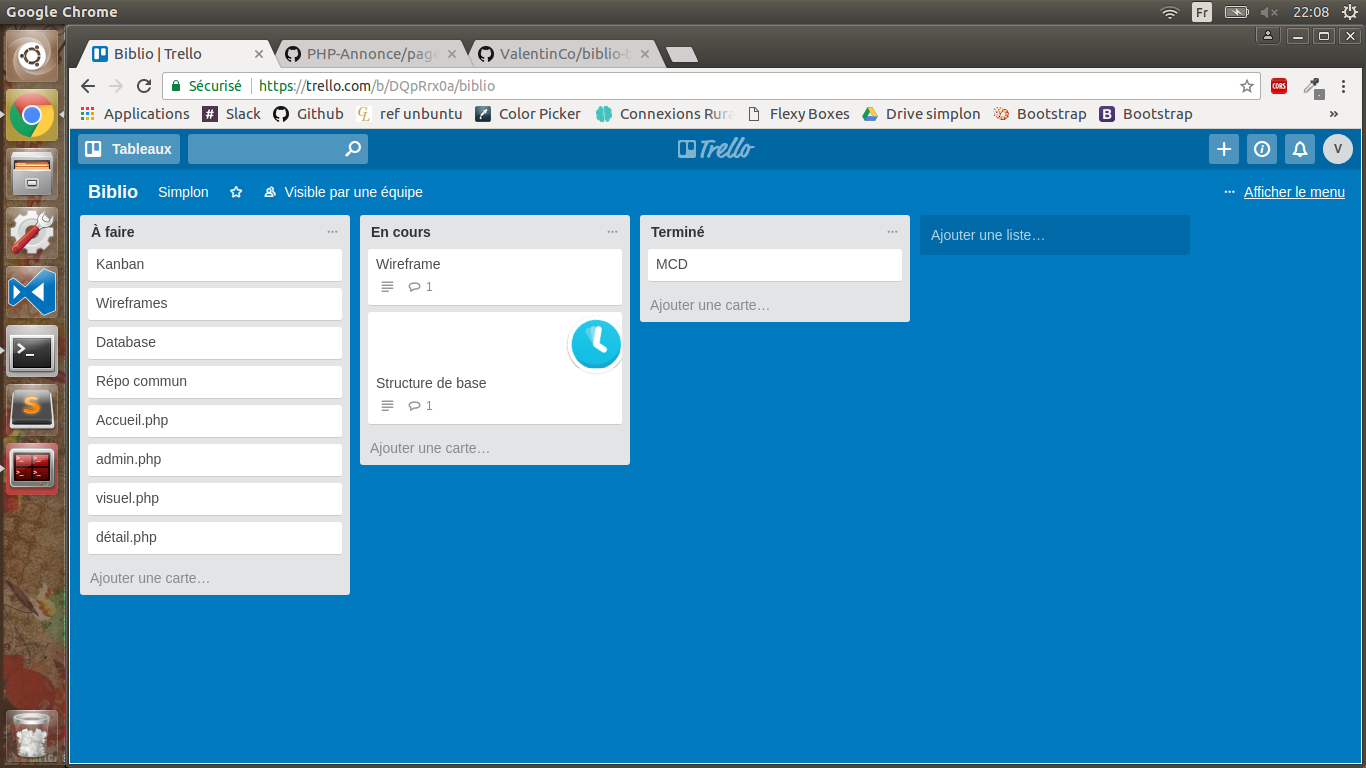 Google Chrome
Fr
22:08
Biblio | Trello
PHP-Annonce/page
ValentinCo/biblio-b
Sécurisé
https://trello.com/b/DQpRrx0a/biblio
Applications
Slack
Github
ref unbuntu
Color Picker
Connexions Rura
Flexy Boxes
Drive simplon
Bootstrap
Bootstrap
»
CORS
Tableaux
Trello
V
Biblio
Simplon
Visible par une équipe
Afficher le menu
À faire
Kanban
Wireframes
Database
Répo commun
Accueil.php
admin.php
visuel.php
détail.php
Ajouter une carte…
En cours
Wireframe
1
Structure de base
1
Ajouter une carte…
Terminé
MCD
Ajouter une carte…
Ajouter une liste…